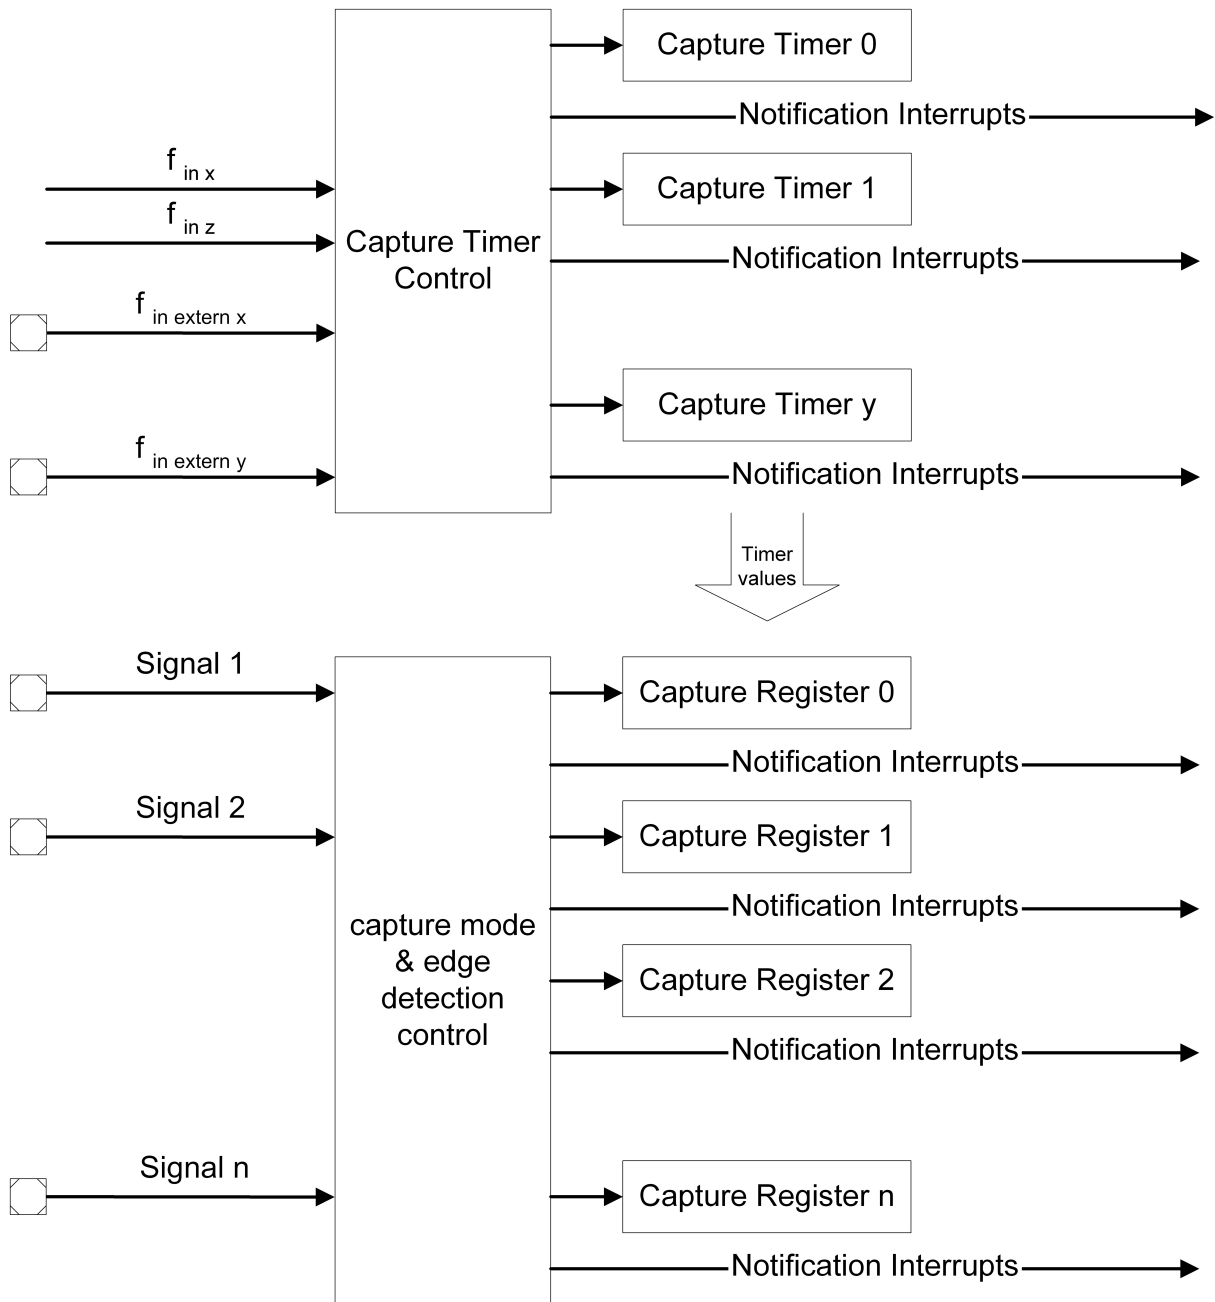 Capture Timer 0
Notification Interrupts
f in x
Capture Timer 1
f in z
Capture Timer
Control
Notification Interrupts
f in extern x
Capture Timer y
f in extern y
Notification Interrupts
Timer
values
Signal 1
Capture Register 0
Notification Interrupts
Signal 2
Capture Register 1
Notification Interrupts
capture mode
& edge
detection
control
Capture Register 2
Notification Interrupts
Signal n
Capture Register n
Notification Interrupts